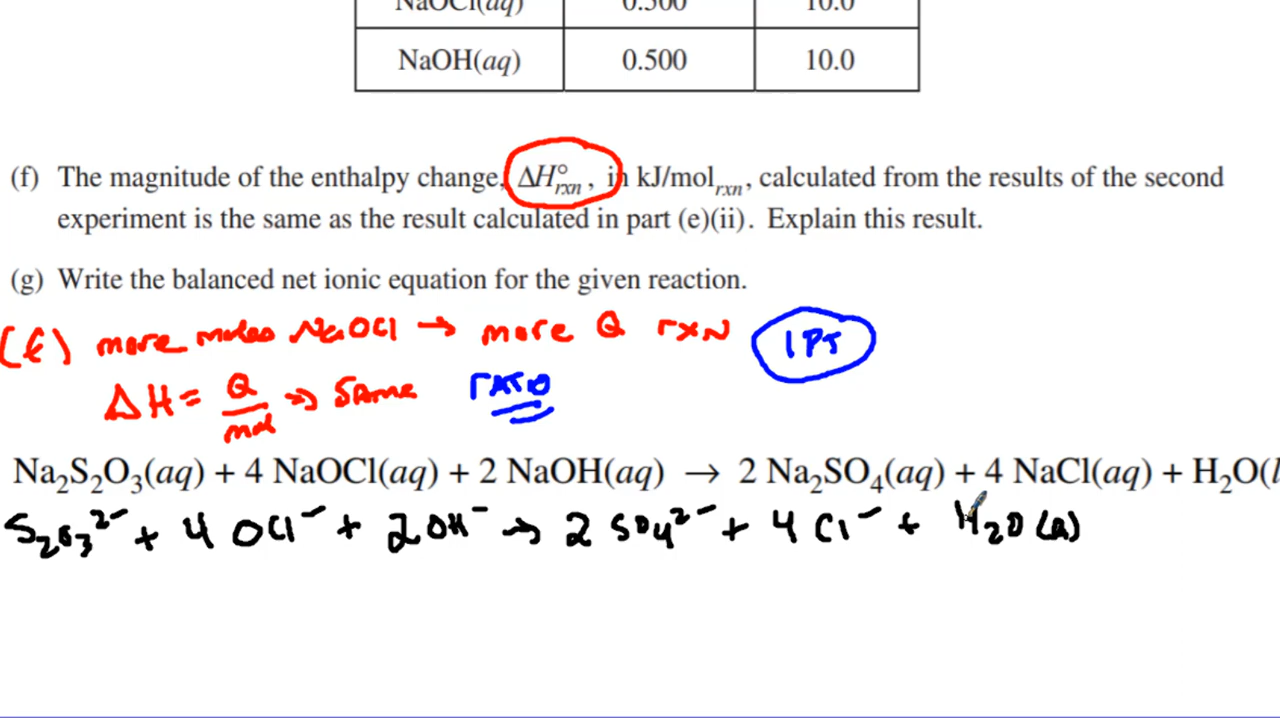 NaOCl(aq) 0.500 10.0
NaOH(aq) 0.500 10.0
(f) The magnitude of the enthalpy change, ΔH°rxn, in kJ/molrxn, calculated from the results of the second
experiment is the same as the result calculated in part (e)(ii). Explain this result.
(g) Write the balanced net ionic equation for the given reaction.
(f) more moles NaOCl → more Q rxN 1PT
ΔH = Q/mol ⇒ Same ratio
Na₂S₂O₃(aq) + 4 NaOCl(aq) + 2 NaOH(aq) → 2 Na₂SO₄(aq) + 4 NaCl(aq) + H₂O(l
S₂O₃²⁻ + 4 OCl⁻ + 2OH⁻ → 2 SO₄²⁻ + 4 Cl⁻ + H₂O(l)